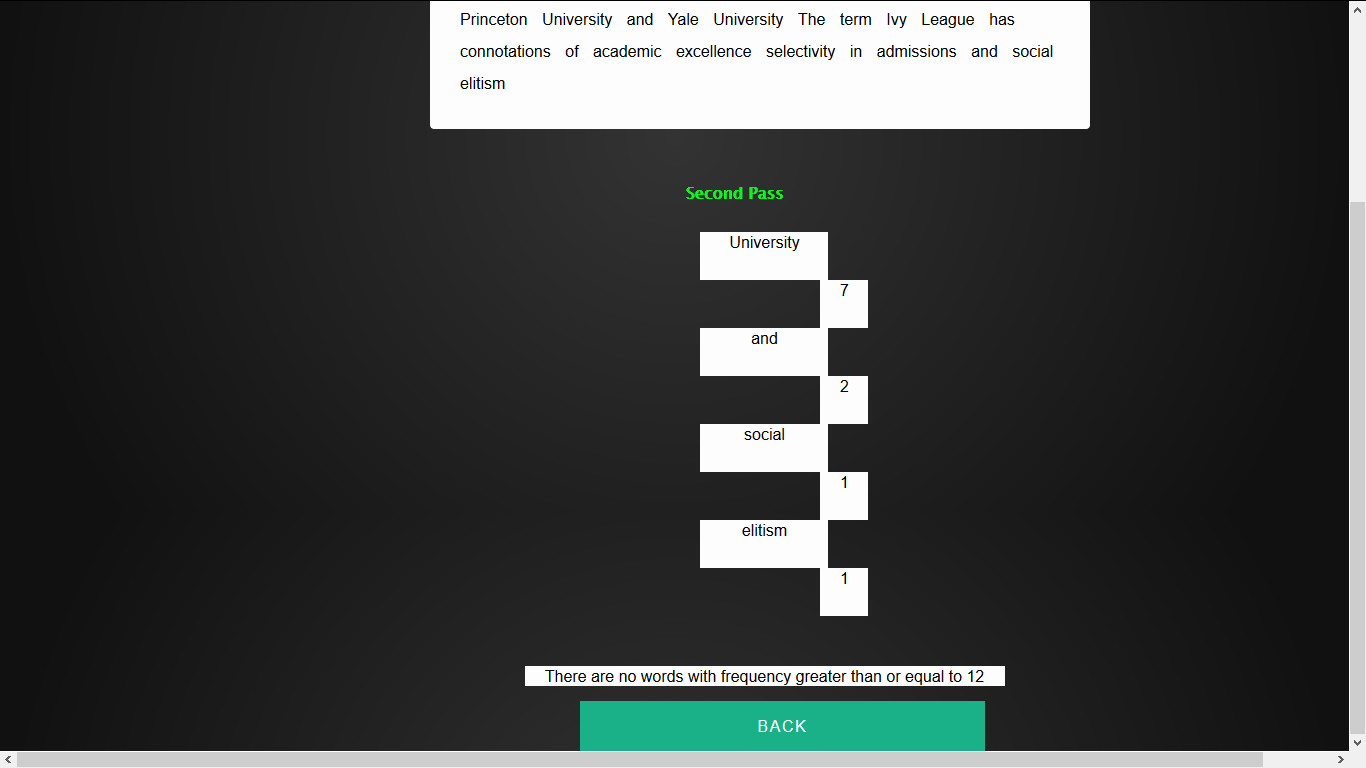 Princeton University and Yale University The term Ivy League has
connotations of academic excellence selectivity in admissions and social
elitism
Second Pass
University
7
and
2
social
1
elitism
1
There are no words with frequency greater than or equal to 12
BACK